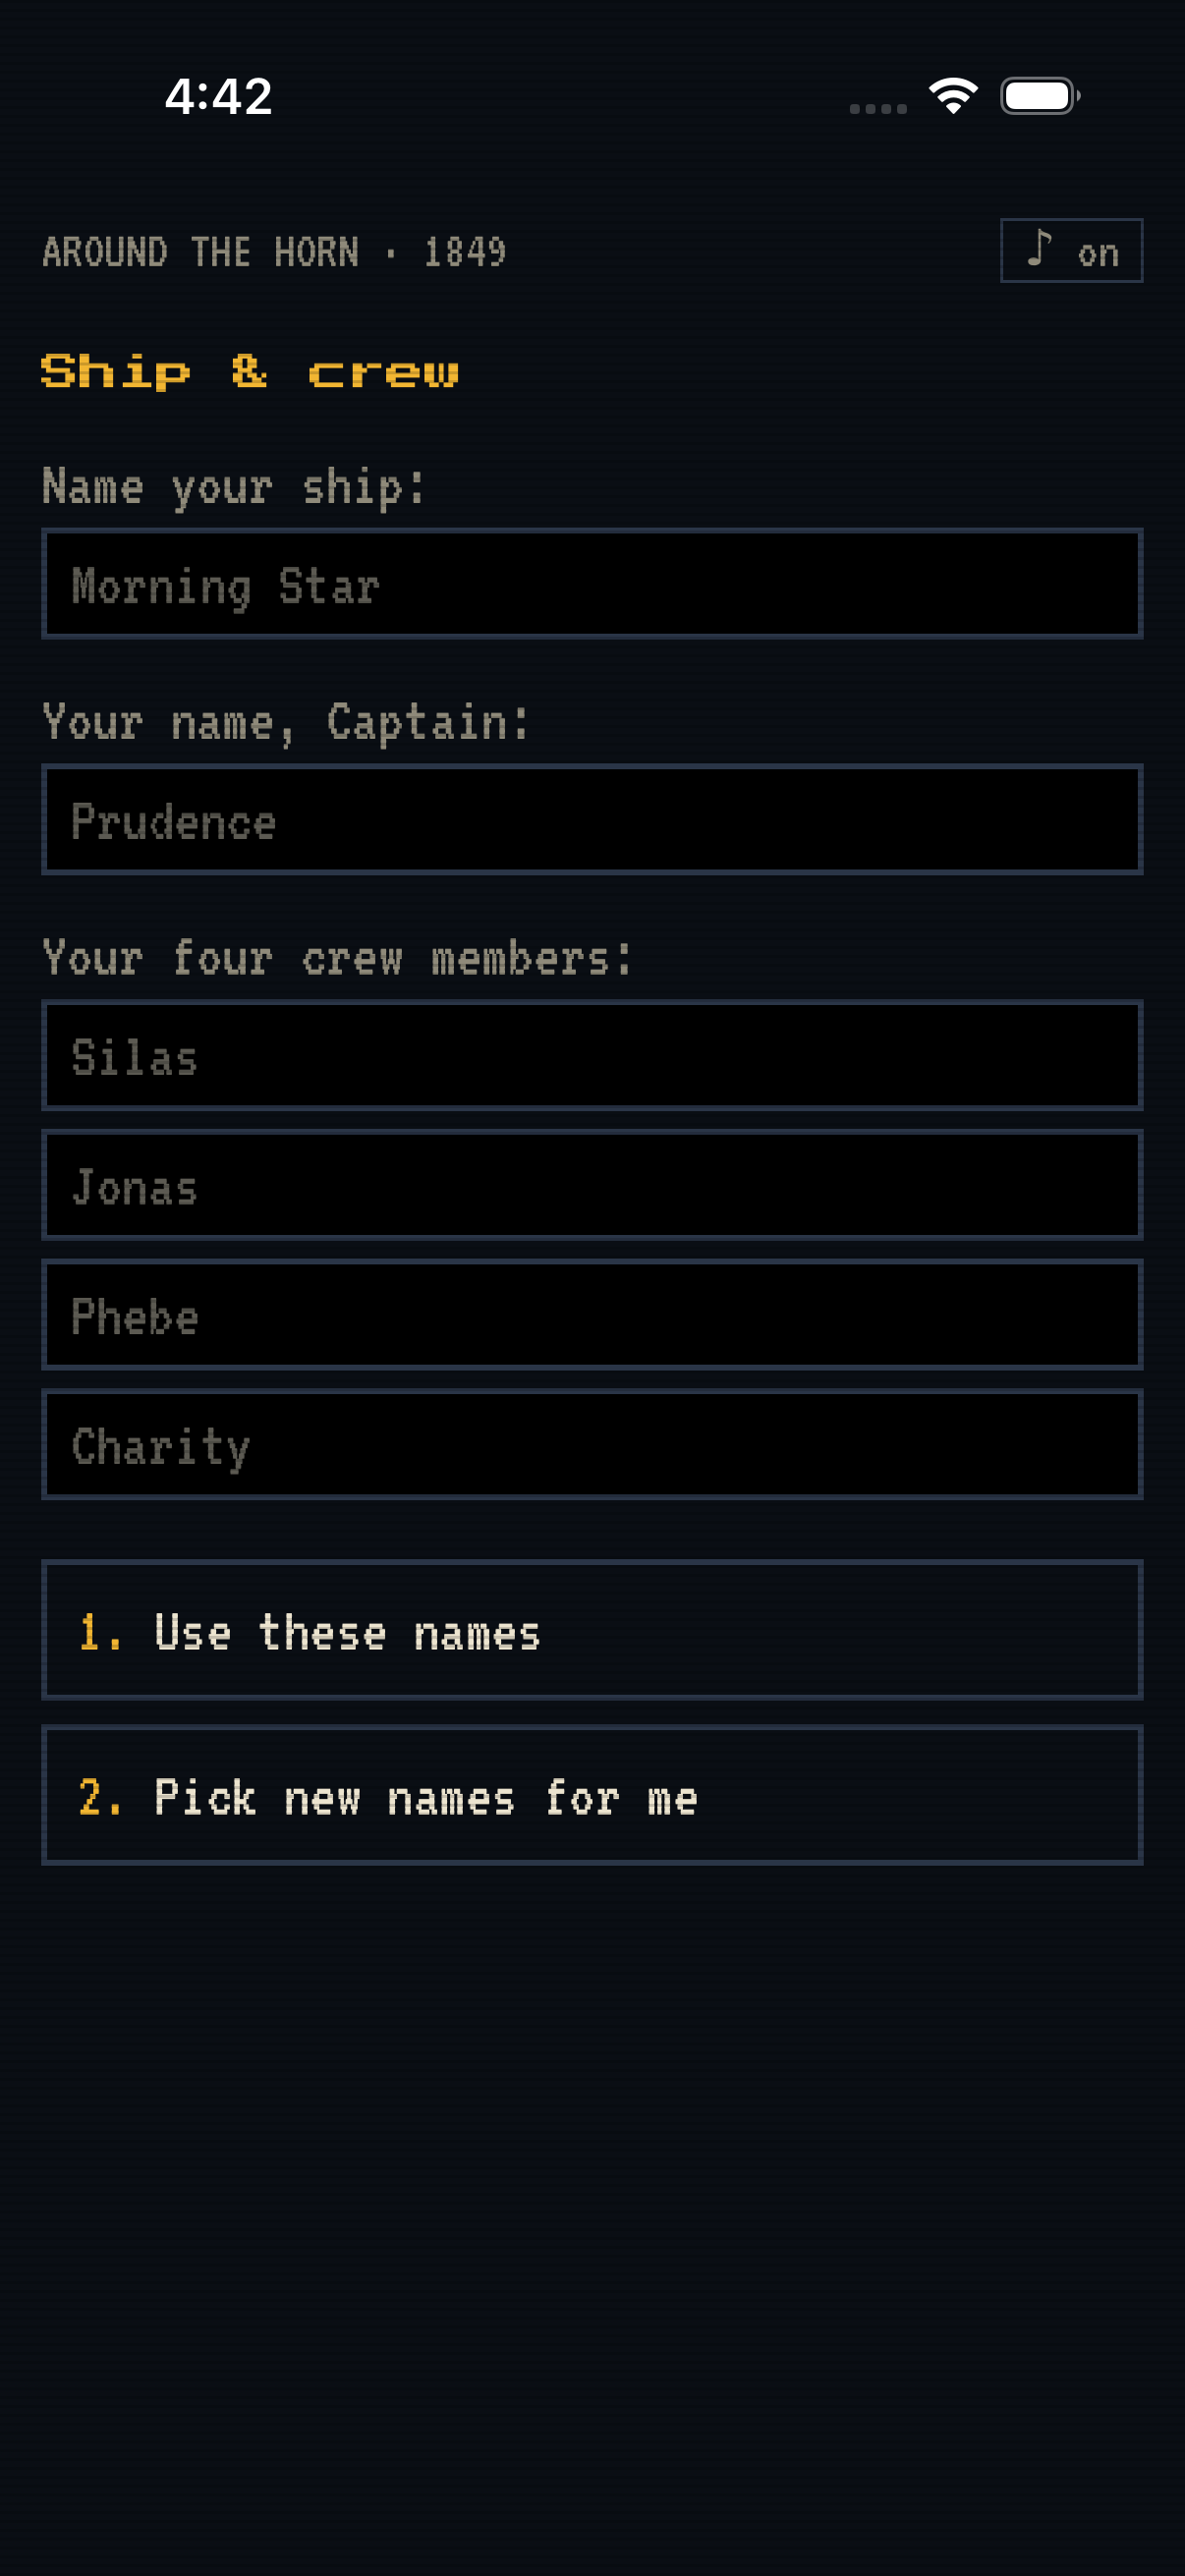 4:42
AROUND THE HORN · 1849
♪ on
Ship & crew
Name your ship:
Morning Star
Your name, Captain:
Prudence
Your four crew members:
Silas
Jonas
Phebe
Charity
1. Use these names
2. Pick new names for me